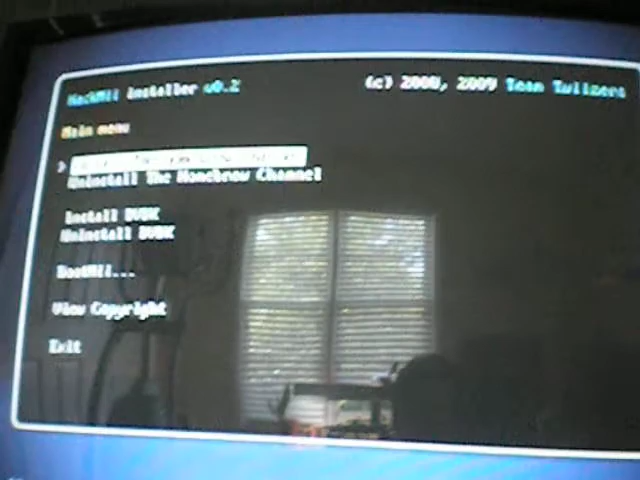 HackMii Installer v0.2
(c) 2008, 2009 Team Twiizers
Main menu
>
Uninstall The Homebrew Channel
Install DVDX
Uninstall DVDX
BootMii...
View Copyright
Exit